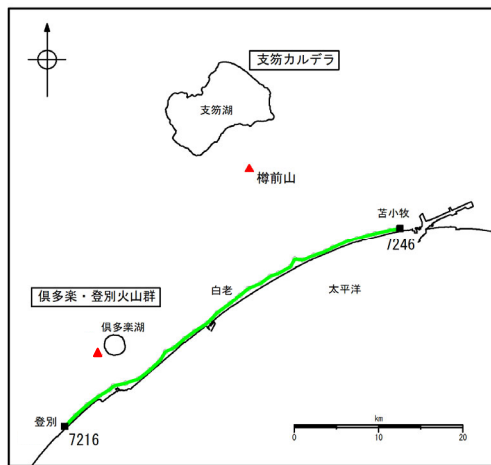 支笏カルデラ
支笏湖
樽前山
苫小牧
7246
太平洋
白老
倶多楽・登別火山群
倶多楽湖
登別
7216
km
0 10 20